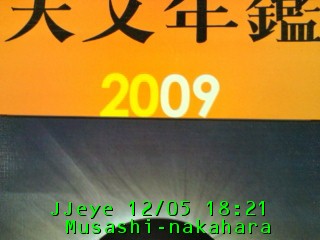 天文年鑑
2009
JJeye 12/05 18:21
Musashi-nakahara